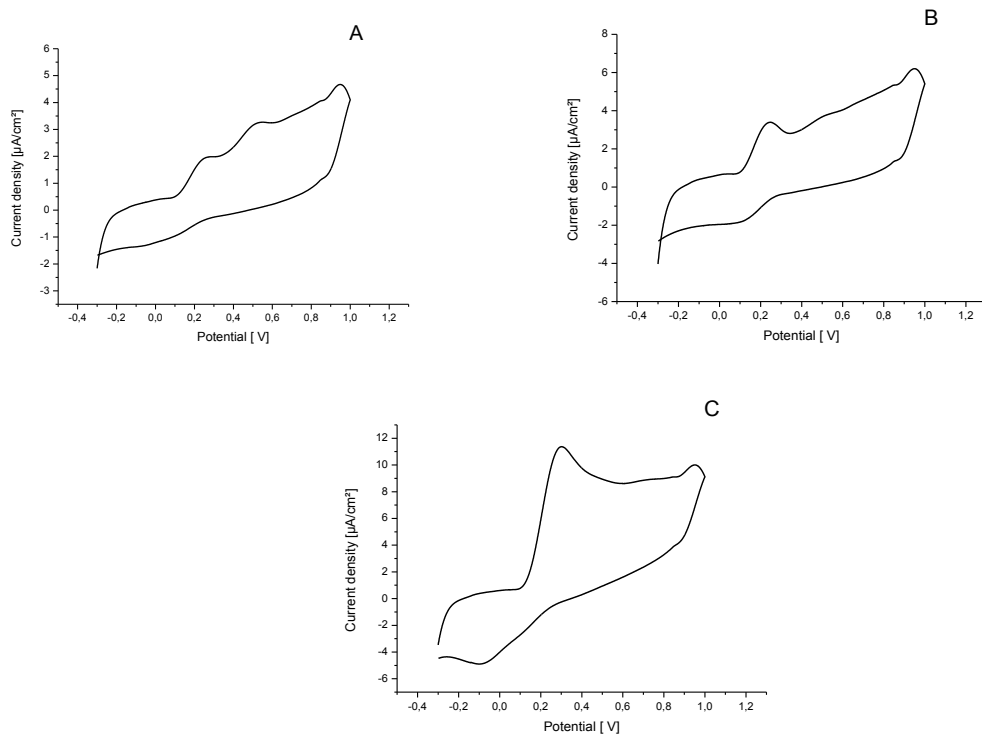 A
6
5
4
3
2
1
0
-1
-2
-3
Current density [µA/cm²]
-0,4 -0,2 0,0 0,2 0,4 0,6 0,8 1,0 1,2
Potential [ V]
B
8
6
4
2
0
-2
-4
-6
Current density [µA/cm²]
-0,4 -0,2 0,0 0,2 0,4 0,6 0,8 1,0 1,2
Potential [ V]
C
12
10
8
6
4
2
0
-2
-4
-6
Current density [µA/cm²]
-0,4 -0,2 0,0 0,2 0,4 0,6 0,8 1,0 1,2
Potential [ V]